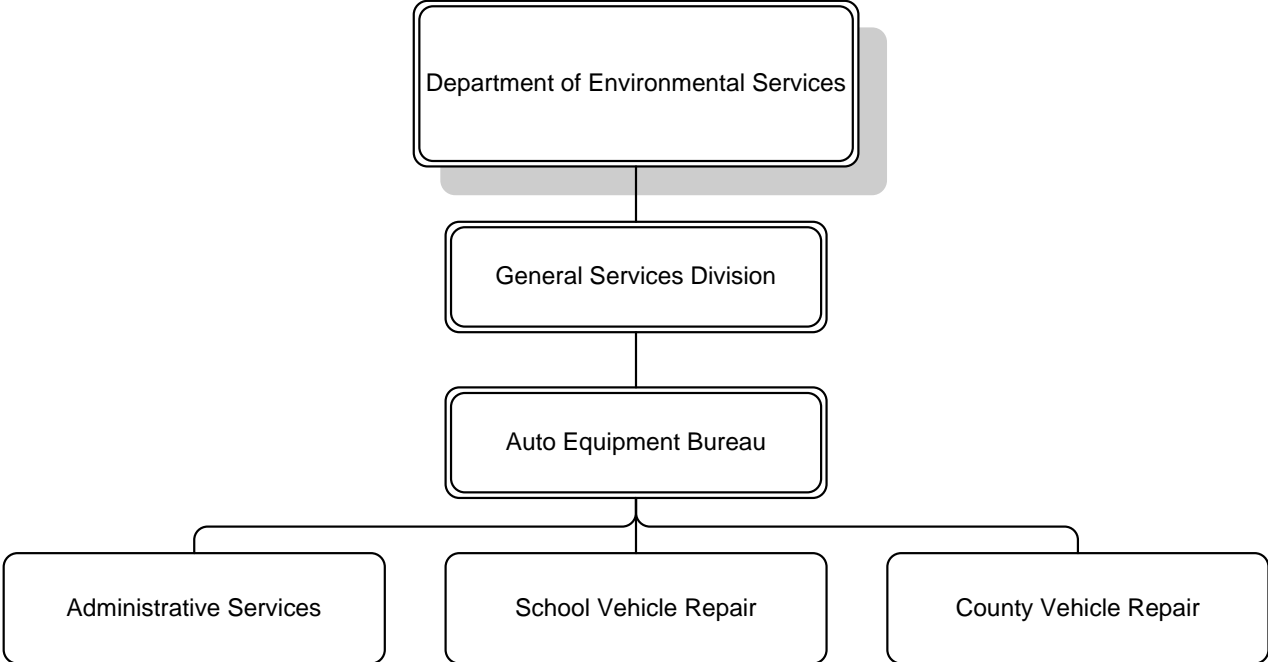 Department of Environmental Services
General Services Division
Auto Equipment Bureau
Administrative Services
School Vehicle Repair
County Vehicle Repair